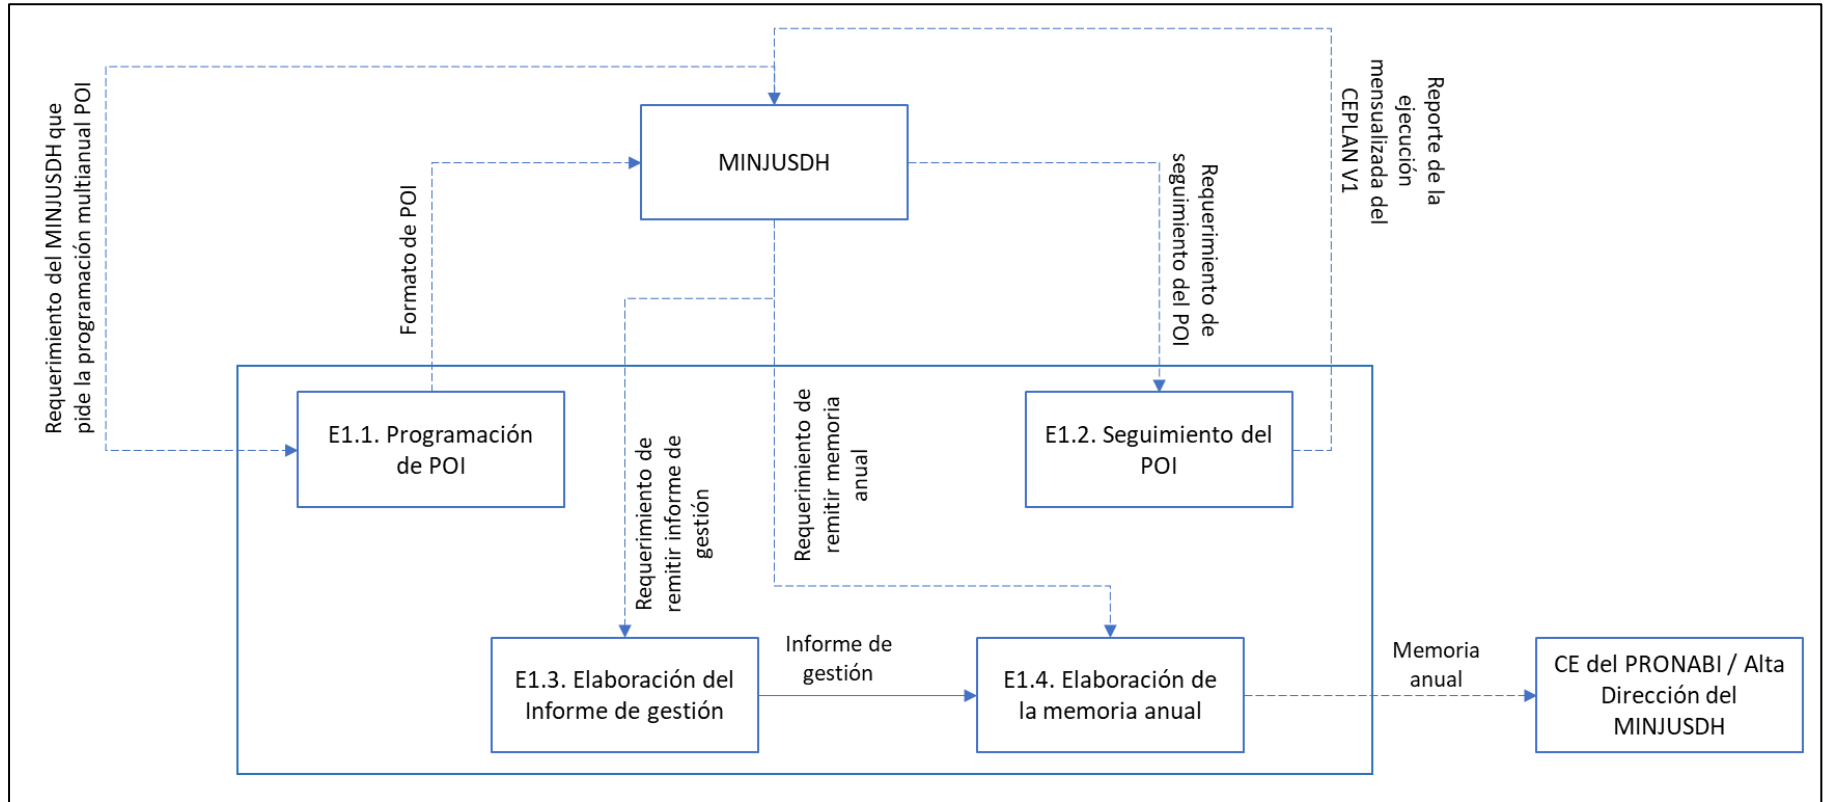 Requerimiento del MINJUSDH que
pide la programación multianual POI
Formato de POI
MINJUSDH
Requerimiento de
seguimiento del POI
Reporte de la
ejecución
mensualizada del
CEPLAN V1
E1.1. Programación
de POI
Requerimiento de
remitir informe de
gestión
Requerimiento de
remitir memoria
anual
E1.2. Seguimiento del
POI
E1.3. Elaboración del
Informe de gestión
Informe de
gestión
E1.4. Elaboración de
la memoria anual
Memoria
anual
CE del PRONABI / Alta
Dirección del
MINJUSDH